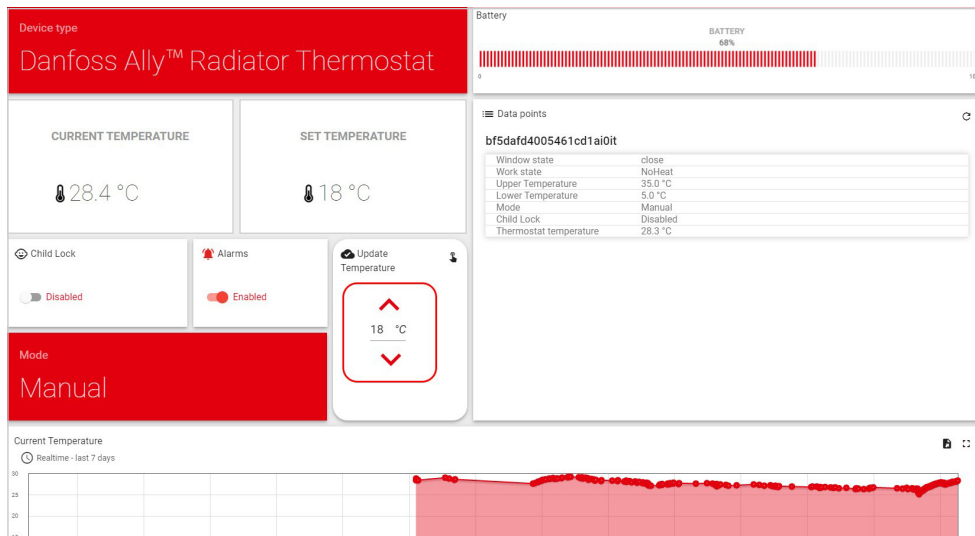 Device type
Danfoss Ally™ Radiator Thermostat
Battery
BATTERY
68%
0
10
CURRENT TEMPERATURE
28.4 °C
SET TEMPERATURE
18 °C
Data points
bf5dafd4005461cd1ai0it
Window state close
Work state NoHeat
Upper Temperature 35.0 °C
Lower Temperature 5.0 °C
Mode Manual
Child Lock Disabled
Thermostat temperature 28.3 °C
Child Lock
Disabled
Alarms
Enabled
Update
Temperature
18 °C
Mode
Manual
Current Temperature
Realtime - last 7 days
30
25
20